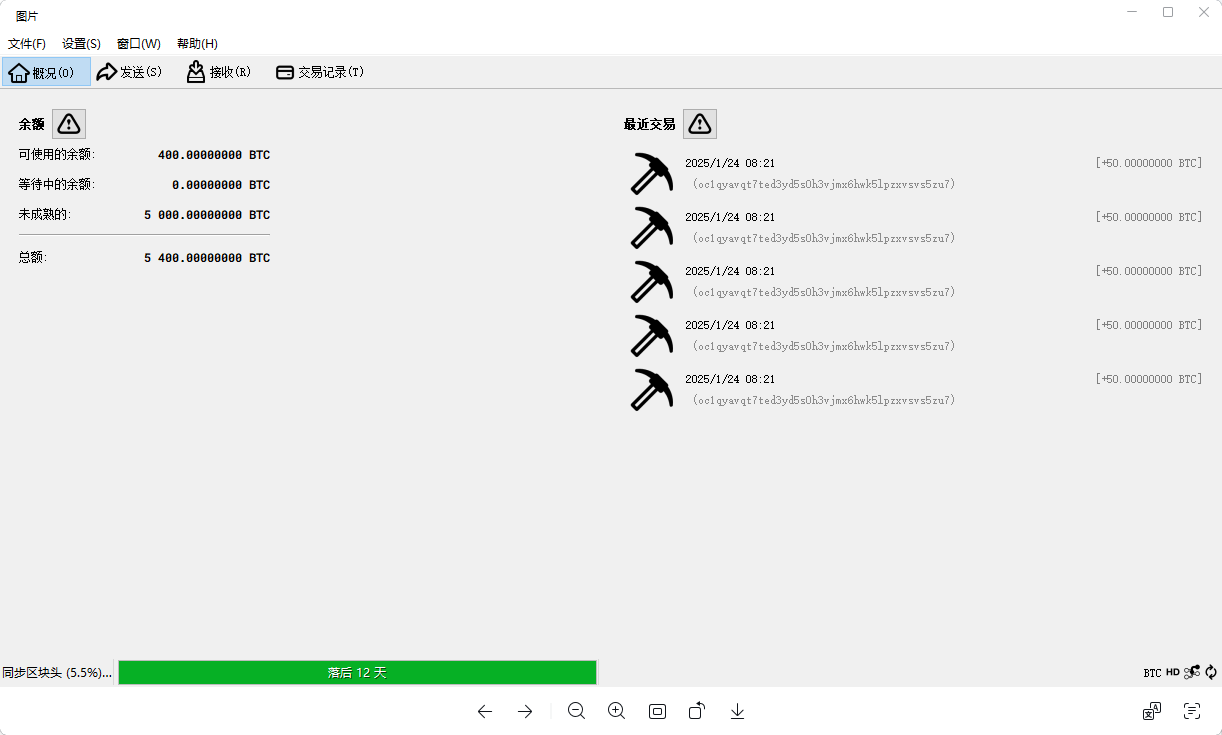 图片
文件(F) 设置(S) 窗口(W) 帮助(H)
概况(O) 发送(S) 接收(R) 交易记录(T)
余额
可使用的余额: 400.00000000 BTC
等待中的余额: 0.00000000 BTC
未成熟的: 5 000.00000000 BTC
总额: 5 400.00000000 BTC
最近交易
2025/1/24 08:21 [+50.00000000 BTC]
(oc1qyavqt7ted3yd5s0h3vjmx6hwk5lpzxvsvs5zu7)
2025/1/24 08:21 [+50.00000000 BTC]
(oc1qyavqt7ted3yd5s0h3vjmx6hwk5lpzxvsvs5zu7)
2025/1/24 08:21 [+50.00000000 BTC]
(oc1qyavqt7ted3yd5s0h3vjmx6hwk5lpzxvsvs5zu7)
2025/1/24 08:21 [+50.00000000 BTC]
(oc1qyavqt7ted3yd5s0h3vjmx6hwk5lpzxvsvs5zu7)
2025/1/24 08:21 [+50.00000000 BTC]
(oc1qyavqt7ted3yd5s0h3vjmx6hwk5lpzxvsvs5zu7)
同步区块头 (5.5%)... 落后 12 天 BTC HD